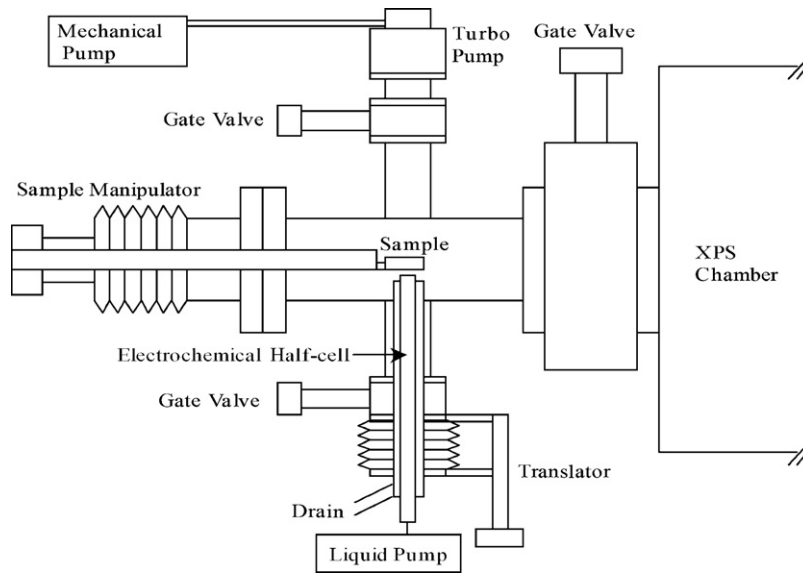 Mechanical
Pump
Turbo
Pump
Gate Valve
Gate Valve
Sample Manipulator
Sample
XPS
Chamber
Electrochemical Half-cell
Gate Valve
Translator
Drain
Liquid Pump